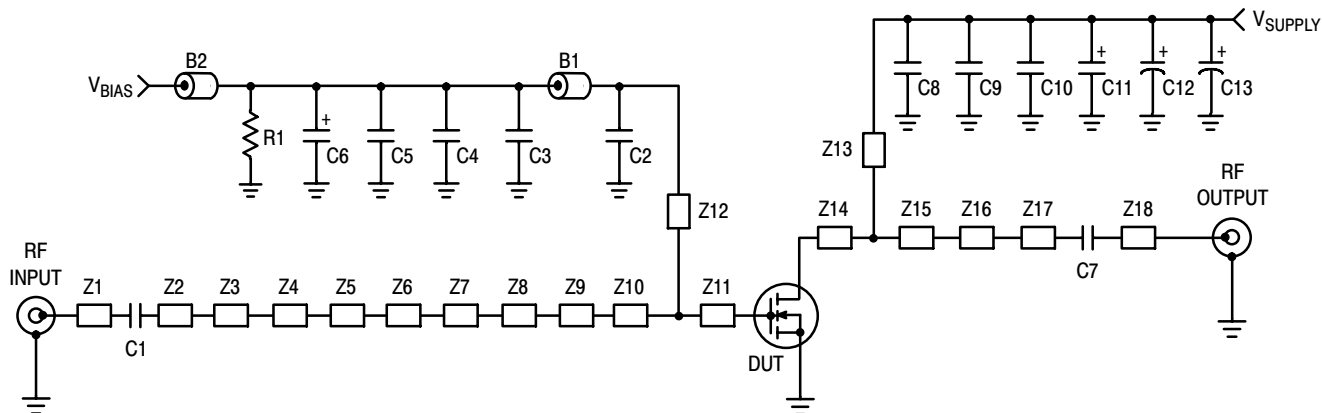 VSUPPLY
B2
B1
VBIAS
+
+
+
+
R1
C6
C5
C4
C3
C2
C8
C9
C10
C11
C12
C13
Z13
Z12
RF
OUTPUT
Z14
Z15
Z16
Z17
Z18
C7
RF
INPUT
Z1
Z2
Z3
Z4
Z5
Z6
Z7
Z8
Z9
Z10
Z11
C1
DUT